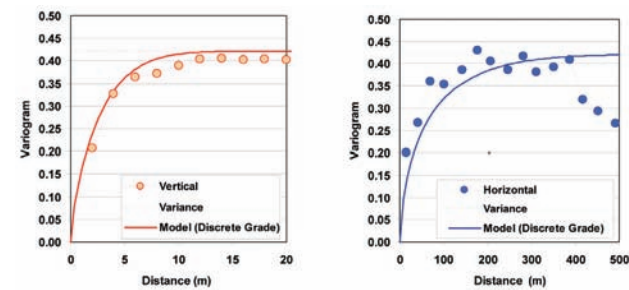 0.50
0.45
0.40
0.35
0.30
0.25
0.20
0.15
0.10
0.05
0.00
Variogram
Vertical
Variance
Model (Discrete Grade)
0 5 10 15 20
Distance (m)
0.50
0.45
0.40
0.35
0.30
0.25
0.20
0.15
0.10
0.05
0.00
Variogram
Horizontal
Variance
Model (Discrete Grade)
0 100 200 300 400 500
Distance (m)